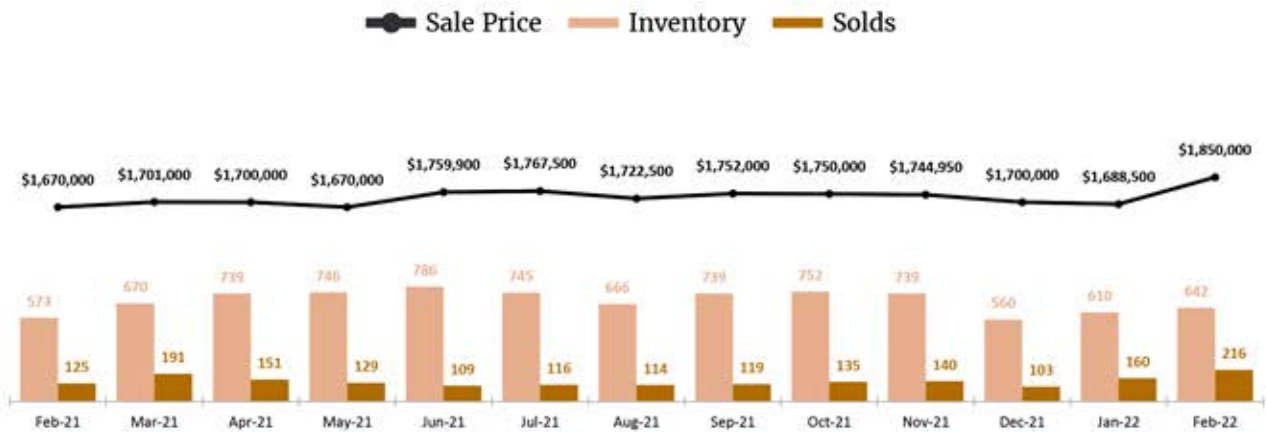 Sale Price Inventory Solds
$1,670,000 $1,701,000 $1,700,000 $1,670,000 $1,759,900 $1,767,500 $1,722,500 $1,752,000 $1,750,000 $1,744,950 $1,700,000 $1,688,500 $1,850,000
573 670 739 746 786 745 666 739 752 739 560 610 642
125 191 151 129 109 116 114 119 135 140 103 160 216
Feb-21 Mar-21 Apr-21 May-21 Jun-21 Jul-21 Aug-21 Sep-21 Oct-21 Nov-21 Dec-21 Jan-22 Feb-22